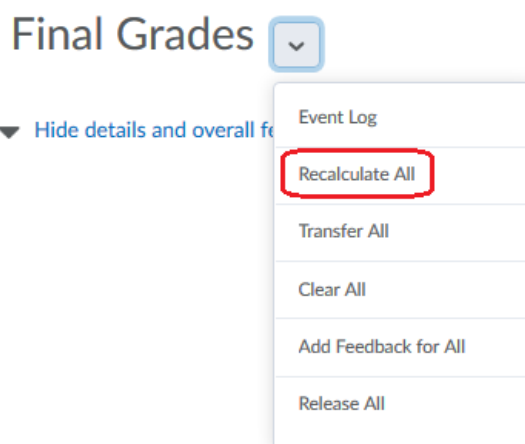 Final Grades
Hide details and overall fe
Event Log
Recalculate All
Transfer All
Clear All
Add Feedback for All
Release All